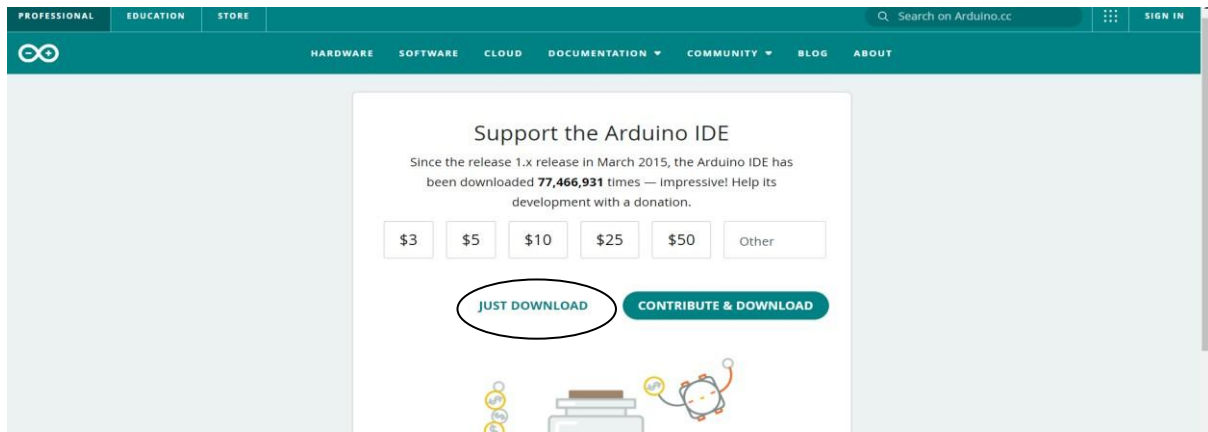 PROFESSIONAL EDUCATION STORE Search on Arduino.cc SIGN IN
HARDWARE SOFTWARE CLOUD DOCUMENTATION COMMUNITY BLOG ABOUT
Support the Arduino IDE
Since the release 1.x release in March 2015, the Arduino IDE has
been downloaded 77,466,931 times — impressive! Help its
development with a donation.
$3 $5 $10 $25 $50 Other
JUST DOWNLOAD CONTRIBUTE & DOWNLOAD